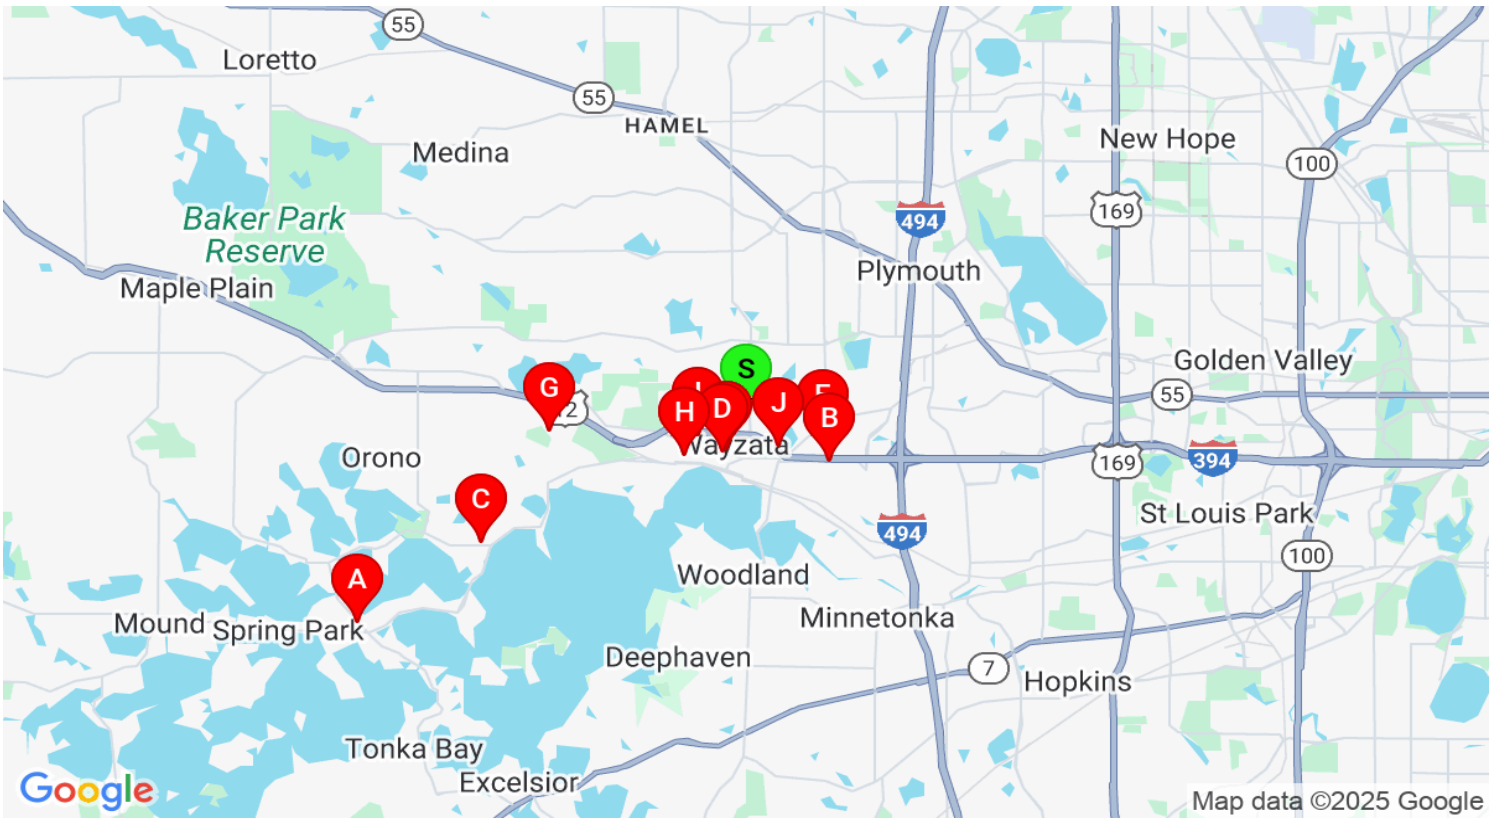 55
Loretto
55
HAMEL
Medina
New Hope
100
Baker Park
Reserve
169
494
Plymouth
Maple Plain
S
Golden Valley
G
J
D
H
B
55
Wayzata
Orono
169
394
C
St Louis Park
494
100
A
Woodland
Mound
Spring Park
Minnetonka
Deephaven
7
Hopkins
Tonka Bay
Excelsior
Google
Map data ©2025 Google